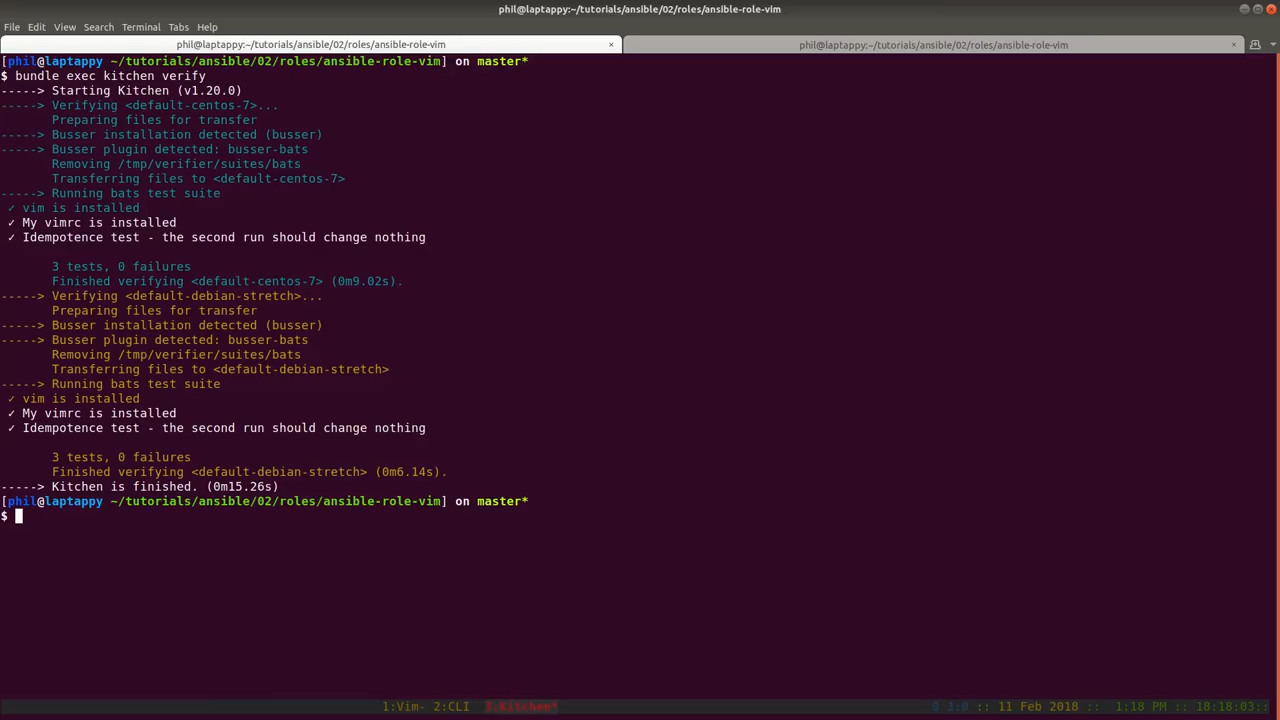 phil@laptappy:~/tutorials/ansible/02/roles/ansible-role-vim
File Edit View Search Terminal Tabs Help
phil@laptappy:~/tutorials/ansible/02/roles/ansible-role-vim × phil@laptappy:~/tutorials/ansible/02/roles/ansible-role-vim ×
[phil@laptappy ~/tutorials/ansible/02/roles/ansible-role-vim] on master*
$ bundle exec kitchen verify
-----> Starting Kitchen (v1.20.0)
-----> Verifying <default-centos-7>...
       Preparing files for transfer
-----> Busser installation detected (busser)
-----> Busser plugin detected: busser-bats
       Removing /tmp/verifier/suites/bats
       Transferring files to <default-centos-7>
-----> Running bats test suite
 ✓ vim is installed
 ✓ My vimrc is installed
 ✓ Idempotence test - the second run should change nothing
       3 tests, 0 failures
       Finished verifying <default-centos-7> (0m9.02s).
-----> Verifying <default-debian-stretch>...
       Preparing files for transfer
-----> Busser installation detected (busser)
-----> Busser plugin detected: busser-bats
       Removing /tmp/verifier/suites/bats
       Transferring files to <default-debian-stretch>
-----> Running bats test suite
 ✓ vim is installed
 ✓ My vimrc is installed
 ✓ Idempotence test - the second run should change nothing
       3 tests, 0 failures
       Finished verifying <default-debian-stretch> (0m6.14s).
-----> Kitchen is finished. (0m15.26s)
[phil@laptappy ~/tutorials/ansible/02/roles/ansible-role-vim] on master*
$
1:Vim- 2:CLI 3:Kitchen* :: 11 Feb 2018 :: 1:18 PM :: 18:18:03::